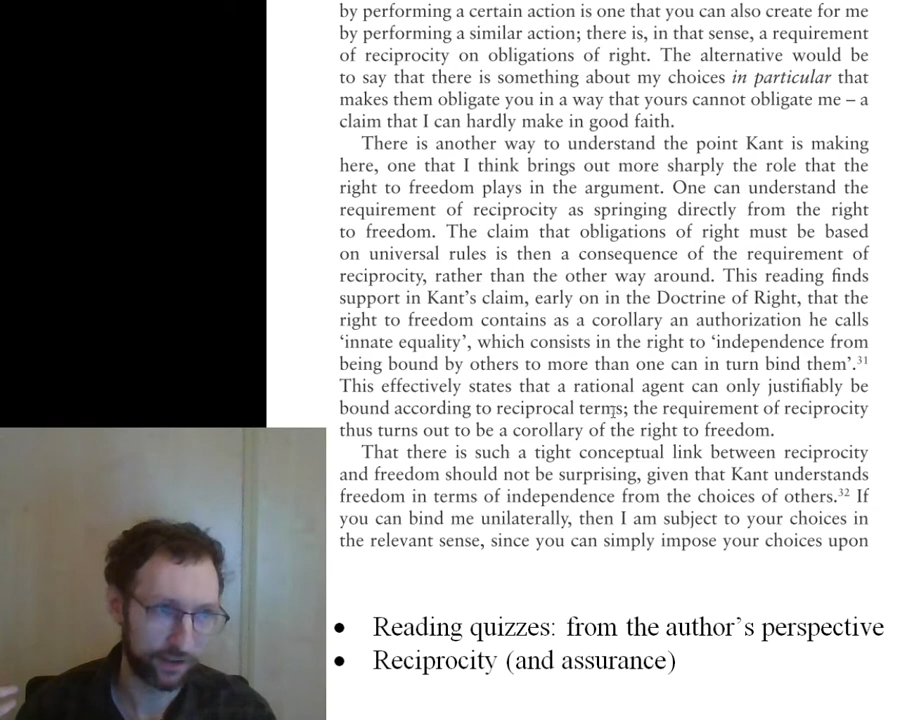 by performing a certain action is one that you can also create for me
by performing a similar action; there is, in that sense, a requirement
of reciprocity on obligations of right. The alternative would be
to say that there is something about my choices in particular that
makes them obligate you in a way that yours cannot obligate me – a
claim that I can hardly make in good faith.
There is another way to understand the point Kant is making
here, one that I think brings out more sharply the role that the
right to freedom plays in the argument. One can understand the
requirement of reciprocity as springing directly from the right
to freedom. The claim that obligations of right must be based
on universal rules is then a consequence of the requirement of
reciprocity, rather than the other way around. This reading finds
support in Kant's claim, early on in the Doctrine of Right, that the
right to freedom contains as a corollary an authorization he calls
'innate equality', which consists in the right to 'independence from
being bound by others to more than one can in turn bind them'.31
This effectively states that a rational agent can only justifiably be
bound according to reciprocal terms; the requirement of reciprocity
thus turns out to be a corollary of the right to freedom.
That there is such a tight conceptual link between reciprocity
and freedom should not be surprising, given that Kant understands
freedom in terms of independence from the choices of others.32 If
you can bind me unilaterally, then I am subject to your choices in
the relevant sense, since you can simply impose your choices upon
• Reading quizzes: from the author's perspective
• Reciprocity (and assurance)